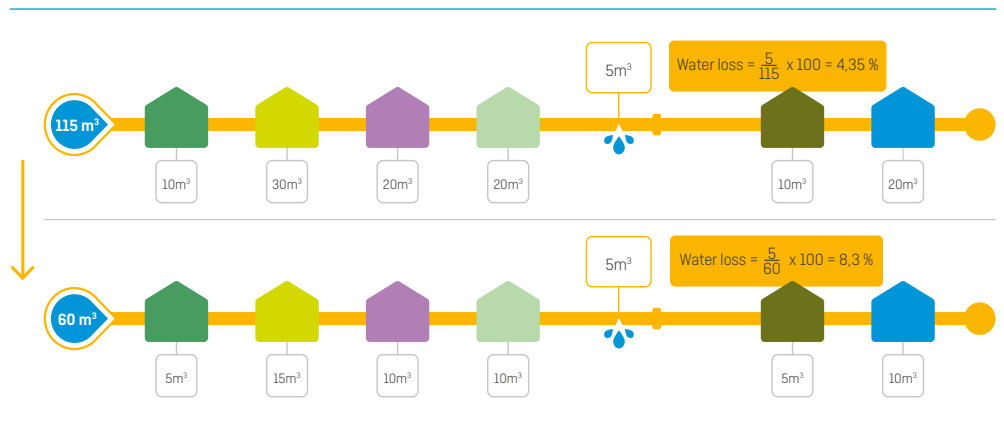 5m³
Water loss = 5/115 x 100 = 4,35 %
115 m³
10m³
30m³
20m³
20m³
10m³
20m³
5m³
Water loss = 5/60 x 100 = 8,3 %
60 m³
5m³
15m³
10m³
10m³
5m³
10m³